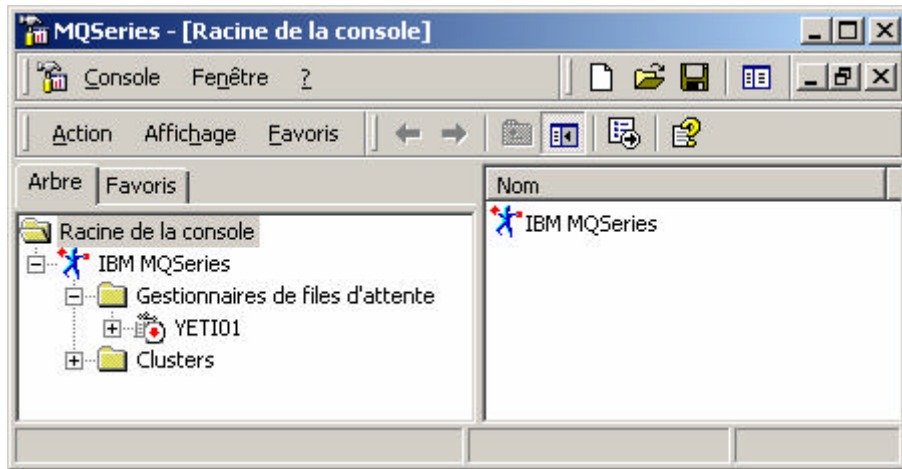 MQSeries - [Racine de la console]
Console Fenêtre ?
Action Affichage Favoris
Arbre Favoris
Nom
Racine de la console
IBM MQSeries
IBM MQSeries
Gestionnaires de files d'attente
YETI01
Clusters